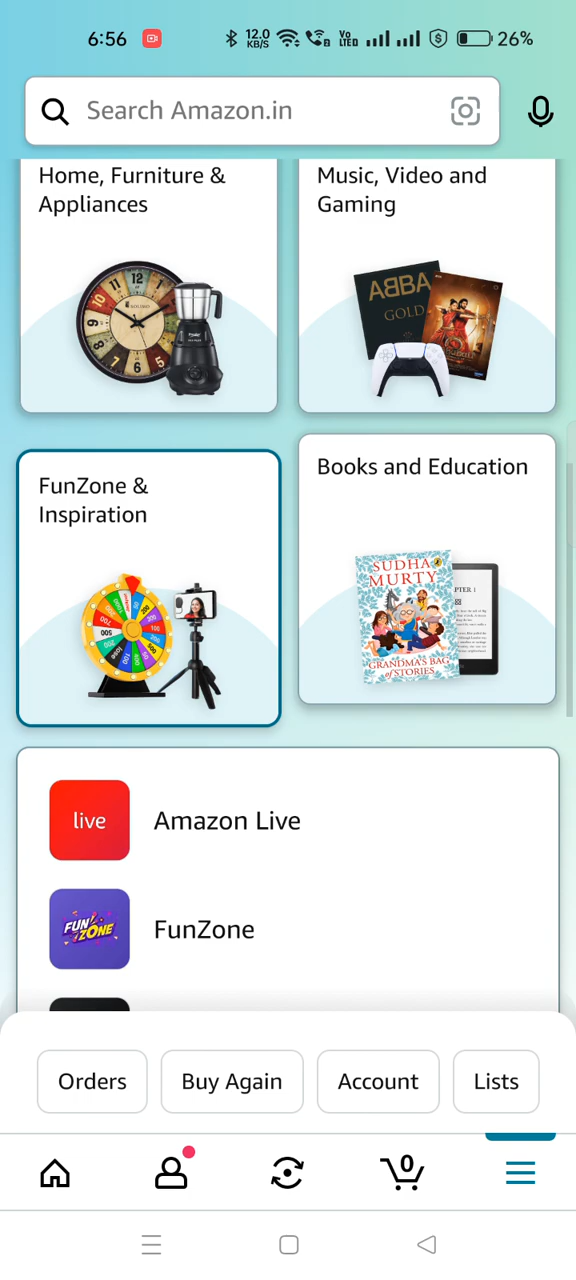 6:56
12.0
KB/S
Vo
LTED
26%
Search Amazon.in
Home, Furniture &
Appliances
Music, Video and
Gaming
ABBA
GOLD
FunZone &
Inspiration
Books and Education
SUDHA
MURTY
GRANDMA'S BAG
of STORIES
live
Amazon Live
FUN
ZONE
FunZone
Orders
Buy Again
Account
Lists
0